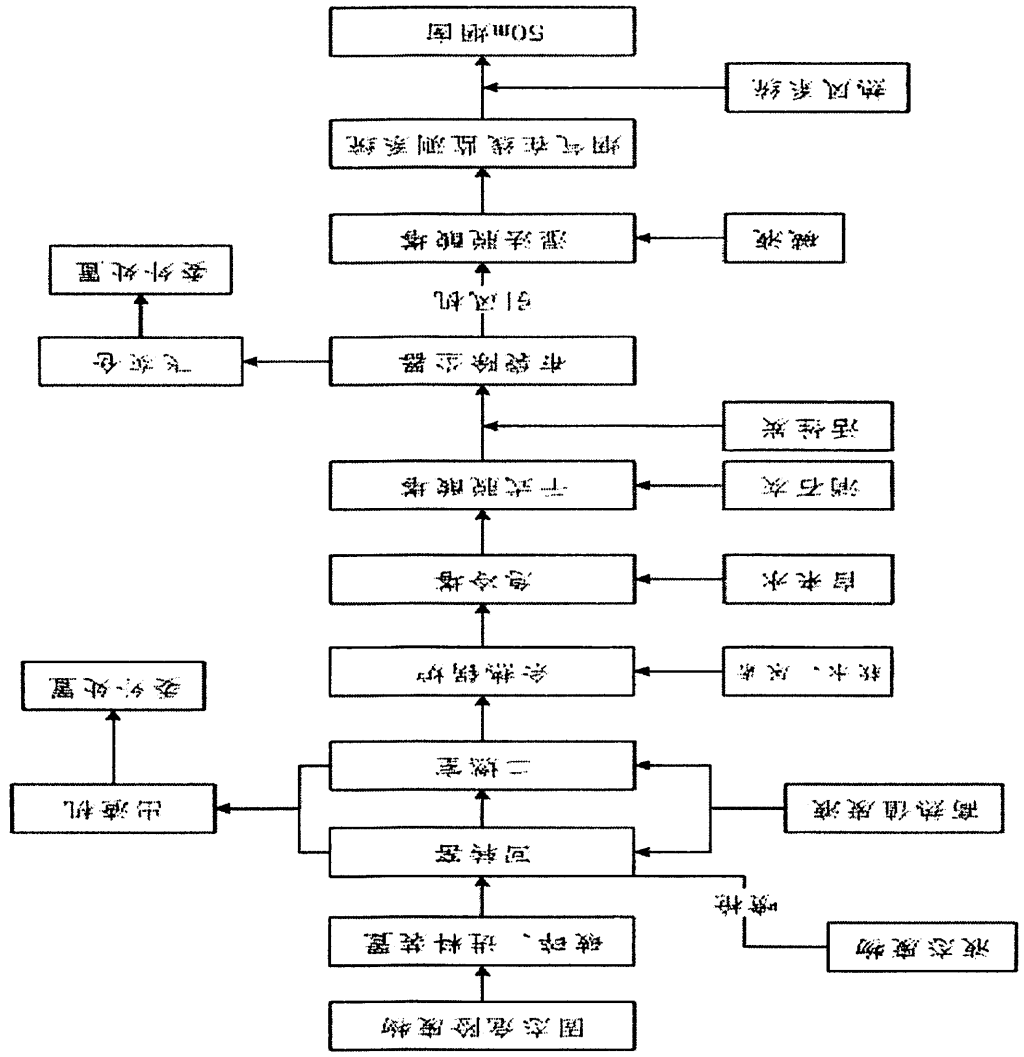 固态危险废物
破碎、进料装置
液态废物
喷枪
回转窑
高热值废液
出渣机
二燃室
软水、尿素
余热锅炉
委外处置
自来水
急冷塔
消石灰
干式脱酸塔
活性炭
布袋除尘器
飞灰仓
引风机
委外处置
碱液
湿法脱酸塔
烟气在线监测系统
热风系统
50m烟囱